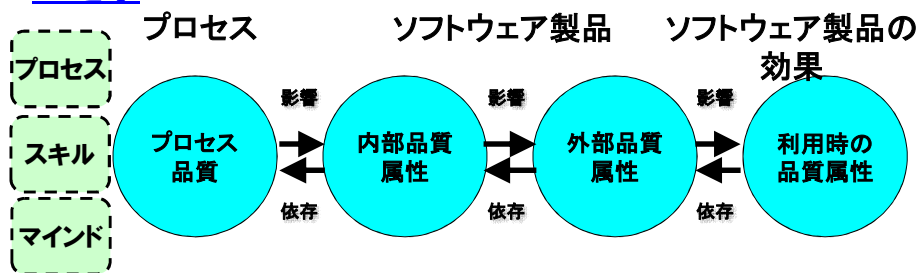 プロセス
ソフトウェア製品
ソフトウェア製品の
効果
プロセス
スキル
マインド
プロセス
品質
影響
依存
内部品質
属性
影響
依存
外部品質
属性
影響
依存
利用時の
品質属性